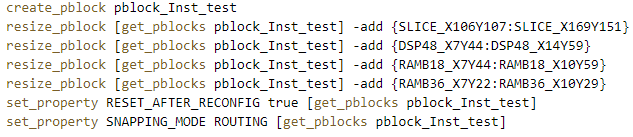 create_pblock pblock_Inst_test
resize_pblock [get_pblocks pblock_Inst_test] -add {SLICE_X106Y107:SLICE_X169Y151}
resize_pblock [get_pblocks pblock_Inst_test] -add {DSP48_X7Y44:DSP48_X14Y59}
resize_pblock [get_pblocks pblock_Inst_test] -add {RAMB18_X7Y44:RAMB18_X10Y59}
resize_pblock [get_pblocks pblock_Inst_test] -add {RAMB36_X7Y22:RAMB36_X10Y29}
set_property RESET_AFTER_RECONFIG true [get_pblocks pblock_Inst_test]
set_property SNAPPING_MODE ROUTING [get_pblocks pblock_Inst_test]